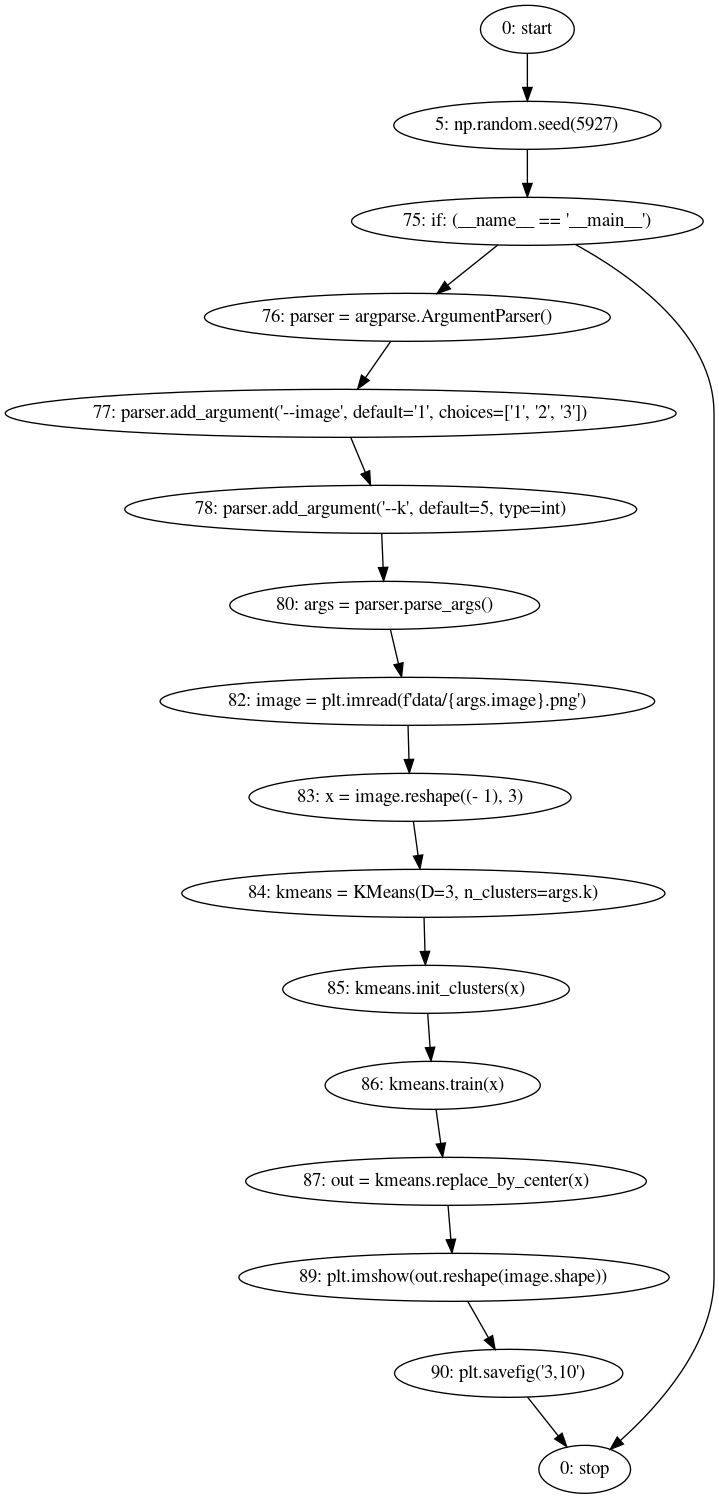 0: start
5: np.random.seed(5927)
75: if: (__name__ == '__main__')
76: parser = argparse.ArgumentParser()
77: parser.add_argument('--image', default='1', choices=['1', '2', '3'])
78: parser.add_argument('--k', default=5, type=int)
80: args = parser.parse_args()
82: image = plt.imread(f'data/{args.image}.png')
83: x = image.reshape((- 1), 3)
84: kmeans = KMeans(D=3, n_clusters=args.k)
85: kmeans.init_clusters(x)
86: kmeans.train(x)
87: out = kmeans.replace_by_center(x)
89: plt.imshow(out.reshape(image.shape))
90: plt.savefig('3,10')
0: stop